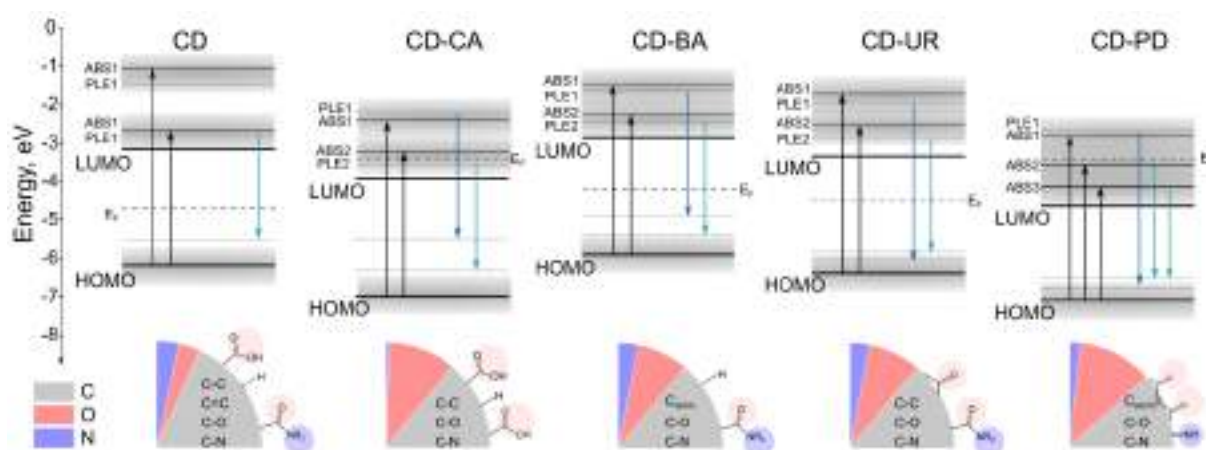 0
-1
-2
-3
-4
-5
-6
-7
-8
Energy, eV
CD
ABS1
PLE1
ABS1
PLE1
LUMO
HOMO
CD-CA
PLE1
ABS1
ABS2
PLE2
LUMO
HOMO
CD-BA
ABS1
PLE1
ABS2
PLE2
LUMO
HOMO
CD-UR
ABS1
PLE1
ABS2
PLE2
LUMO
HOMO
CD-PD
PLE1
ABS1
ABS2
ABS3
LUMO
HOMO
C
O
N
C-C
C=C
C-O
C-N
O
OH
H
O
NH₂
C-C
C-O
C-N
O
OH
H
O
OH
C-O
C-N
H
O
NH₂
C-C
C-O
C-N
O
O
NH₂
C-O
C-N
NH